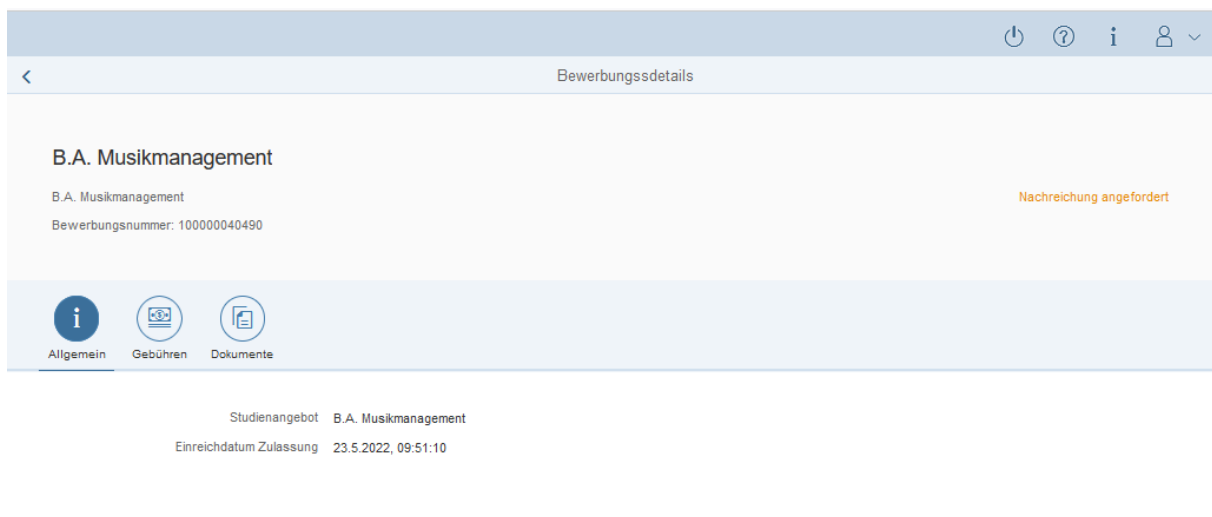 Bewerbungssdetails
B.A. Musikmanagement
B.A. Musikmanagement
Nachreichung angefordert
Bewerbungsnummer: 100000040490
Allgemein Gebühren Dokumente
Studienangebot B.A. Musikmanagement
Einreichdatum Zulassung 23.5.2022, 09:51:10